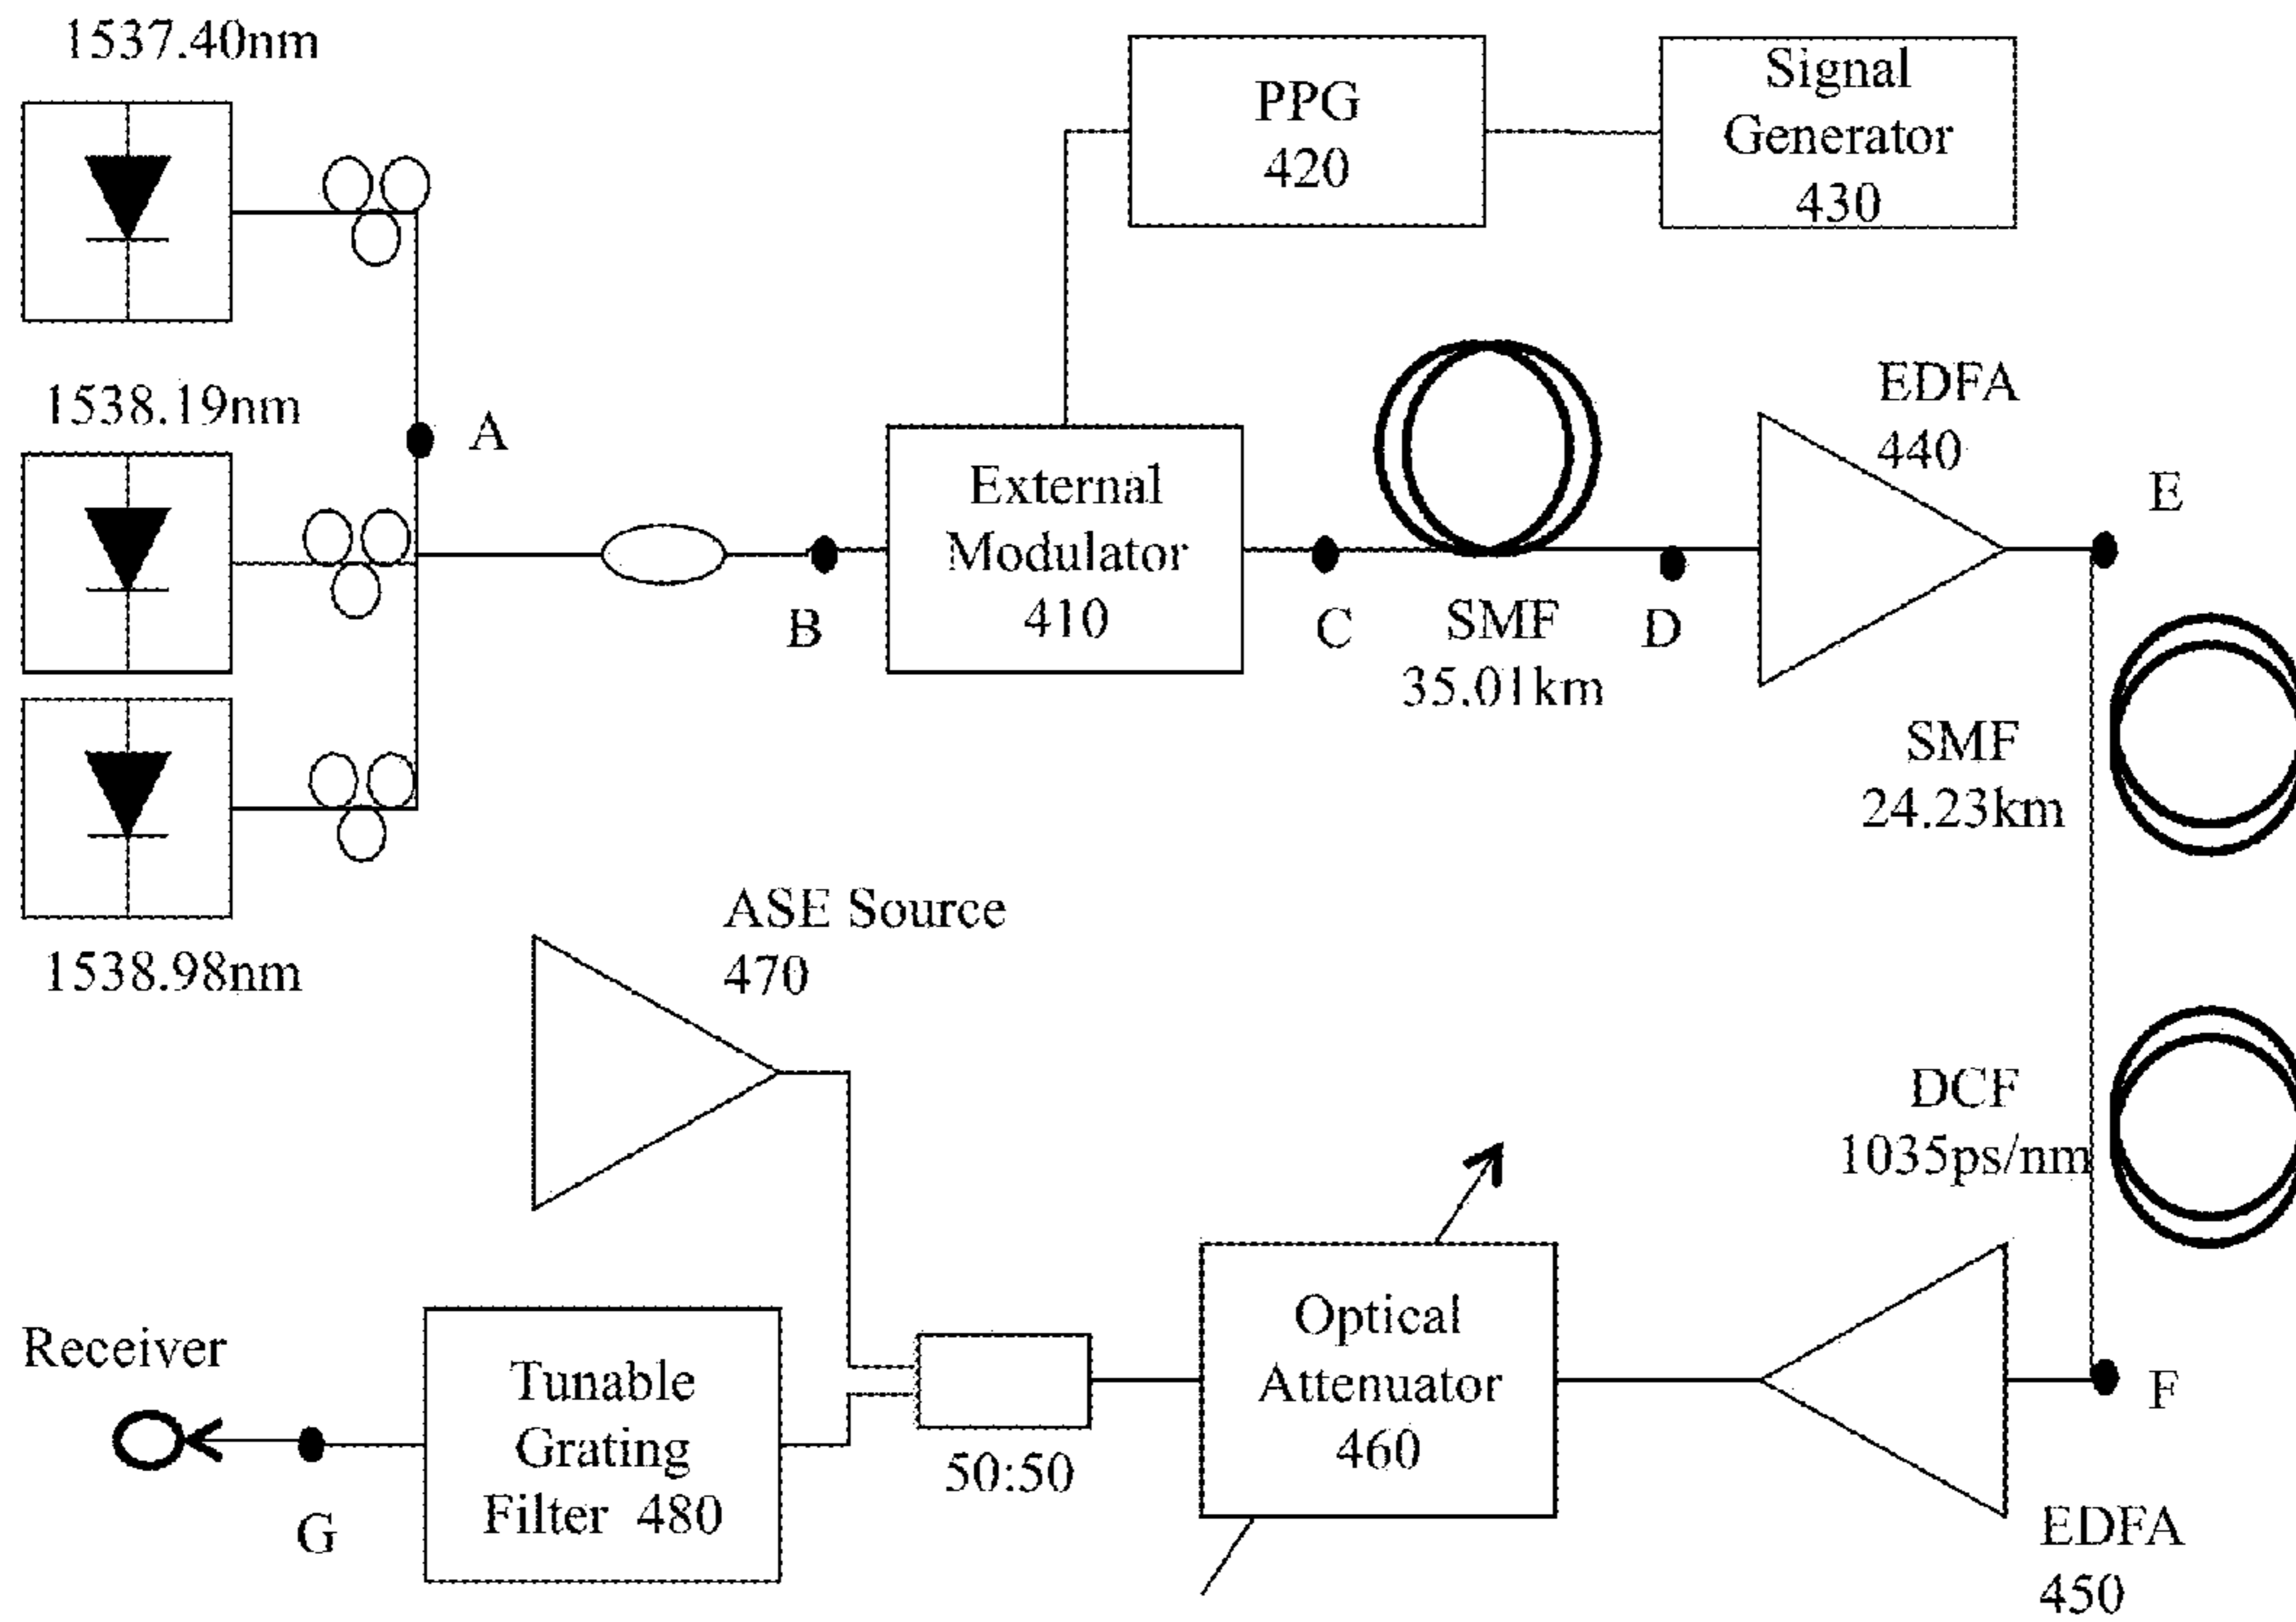 1537.40nm
PPG
420
Signal
Generator
430
1538.19nm
A
EDFA
440
External
Modulator
410
E
B
C
SMF
35.01km
D
SMF
24.23km
1538.98nm
ASE Source
470
DCF
1035ps/nm
Optical
Attenuator
460
Receiver
Tunable
Grating
Filter 480
50:50
F
G
EDFA
450